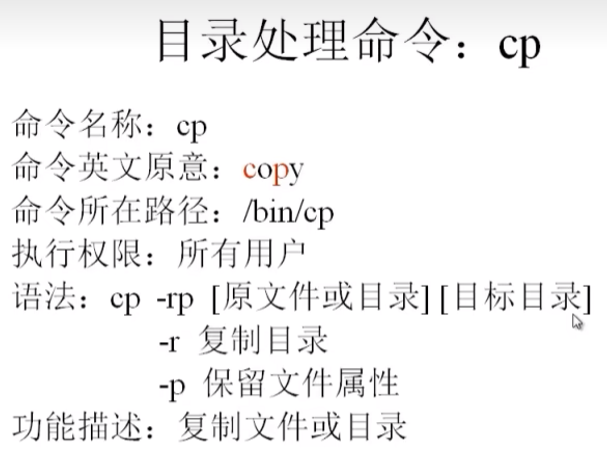 目录处理命令：cp
命令名称：cp
命令英文原意：copy
命令所在路径：/bin/cp
执行权限：所有用户
语法：cp -rp [原文件或目录] [目标目录]
-r 复制目录
-p 保留文件属性
功能描述：复制文件或目录